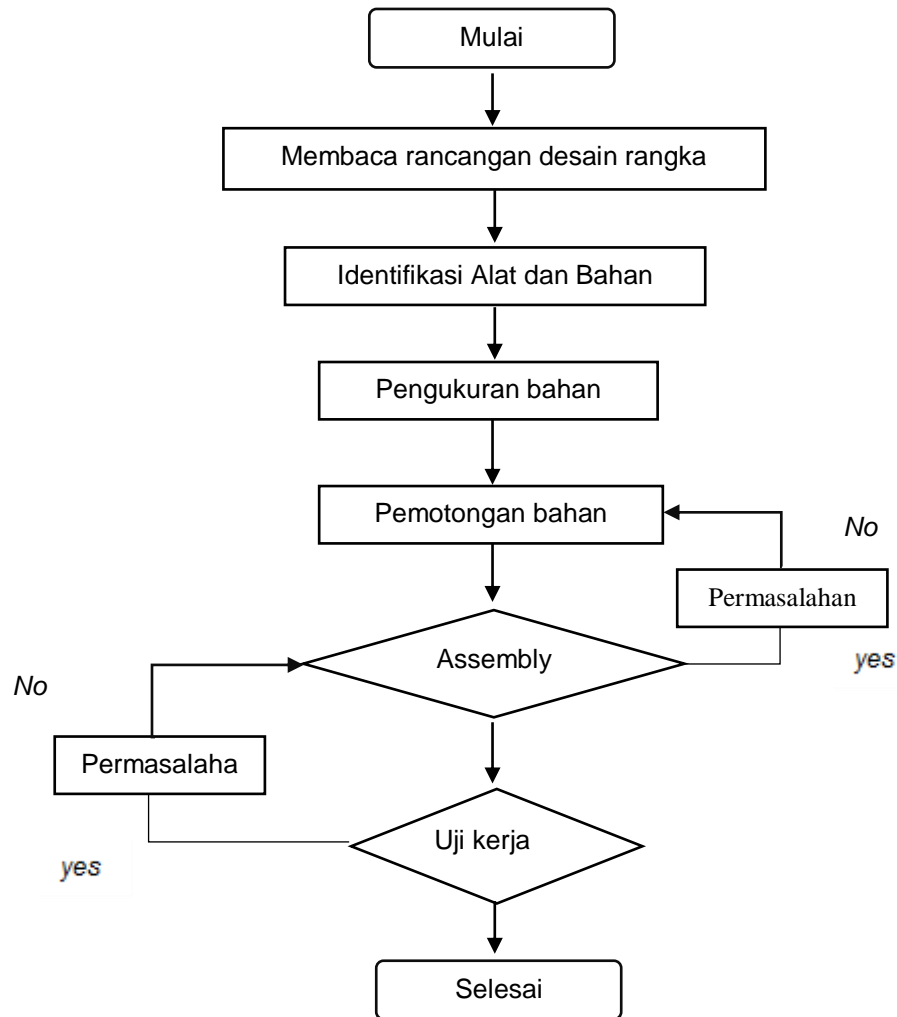 Mulai
Membaca rancangan desain rangka
Identifikasi Alat dan Bahan
Pengukuran bahan
Pemotongan bahan
No
Permasalahan
Assembly
yes
No
Permasalaha
Uji kerja
yes
Selesai